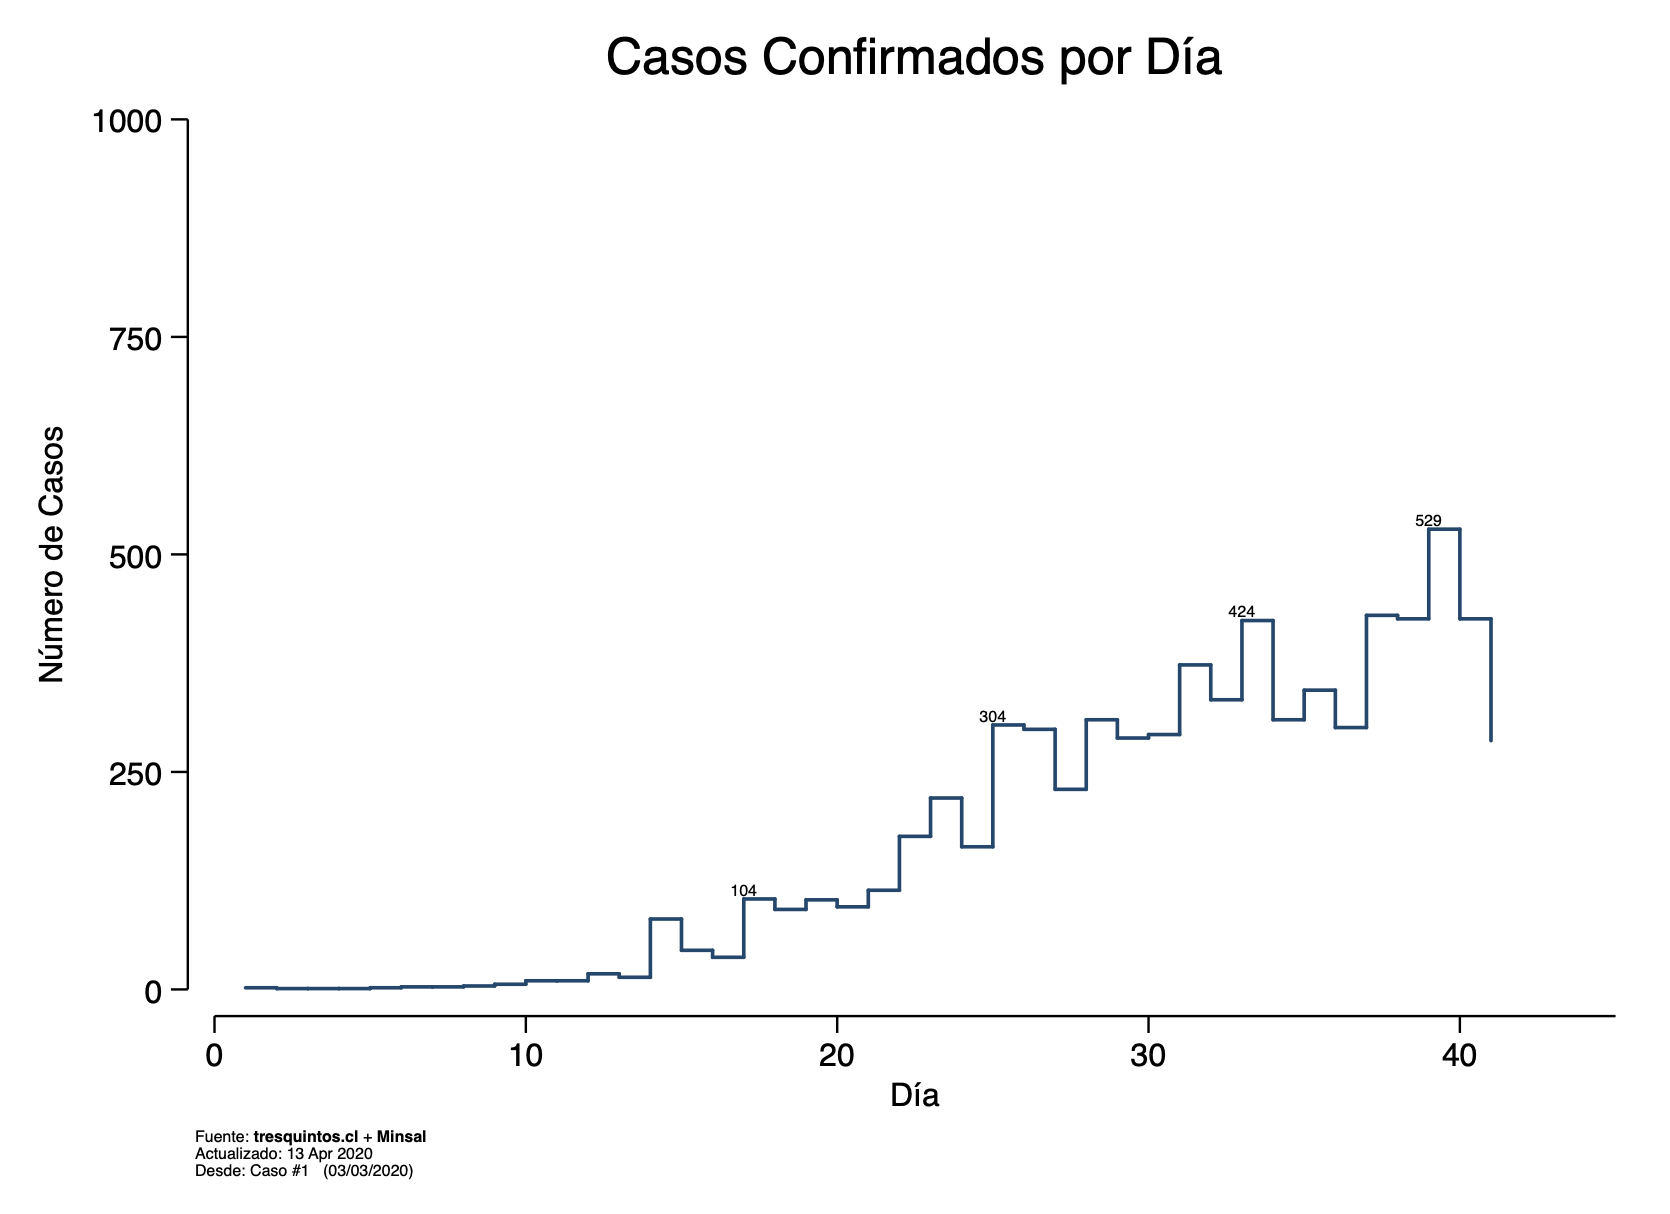 Casos Confirmados por Día
1000
750
500
250
0
Número de Casos
104
304
424
529
0 10 20 30 40
Día
Fuente: tresquintos.cl + Minsal
Actualizado: 13 Apr 2020
Desde: Caso #1 (03/03/2020)